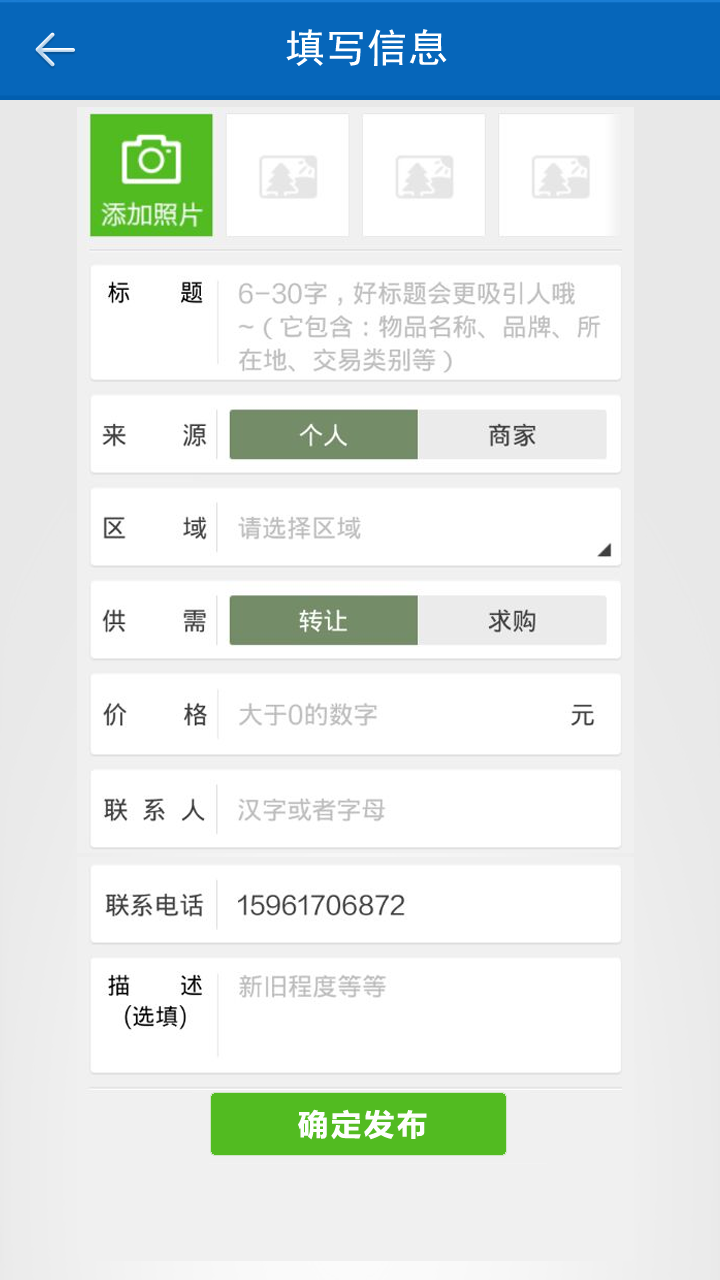 填写信息
添加照片
标 题
6-30字，好标题会更吸引人哦
~（它包含：物品名称、品牌、所
在地、交易类别等）
来 源 个人 商家
区 域 请选择区域
供 需 转让 求购
价 格 大于0的数字 元
联 系 人 汉字或者字母
联系电话 15961706872
描 述 新旧程度等等
(选填)
确定发布